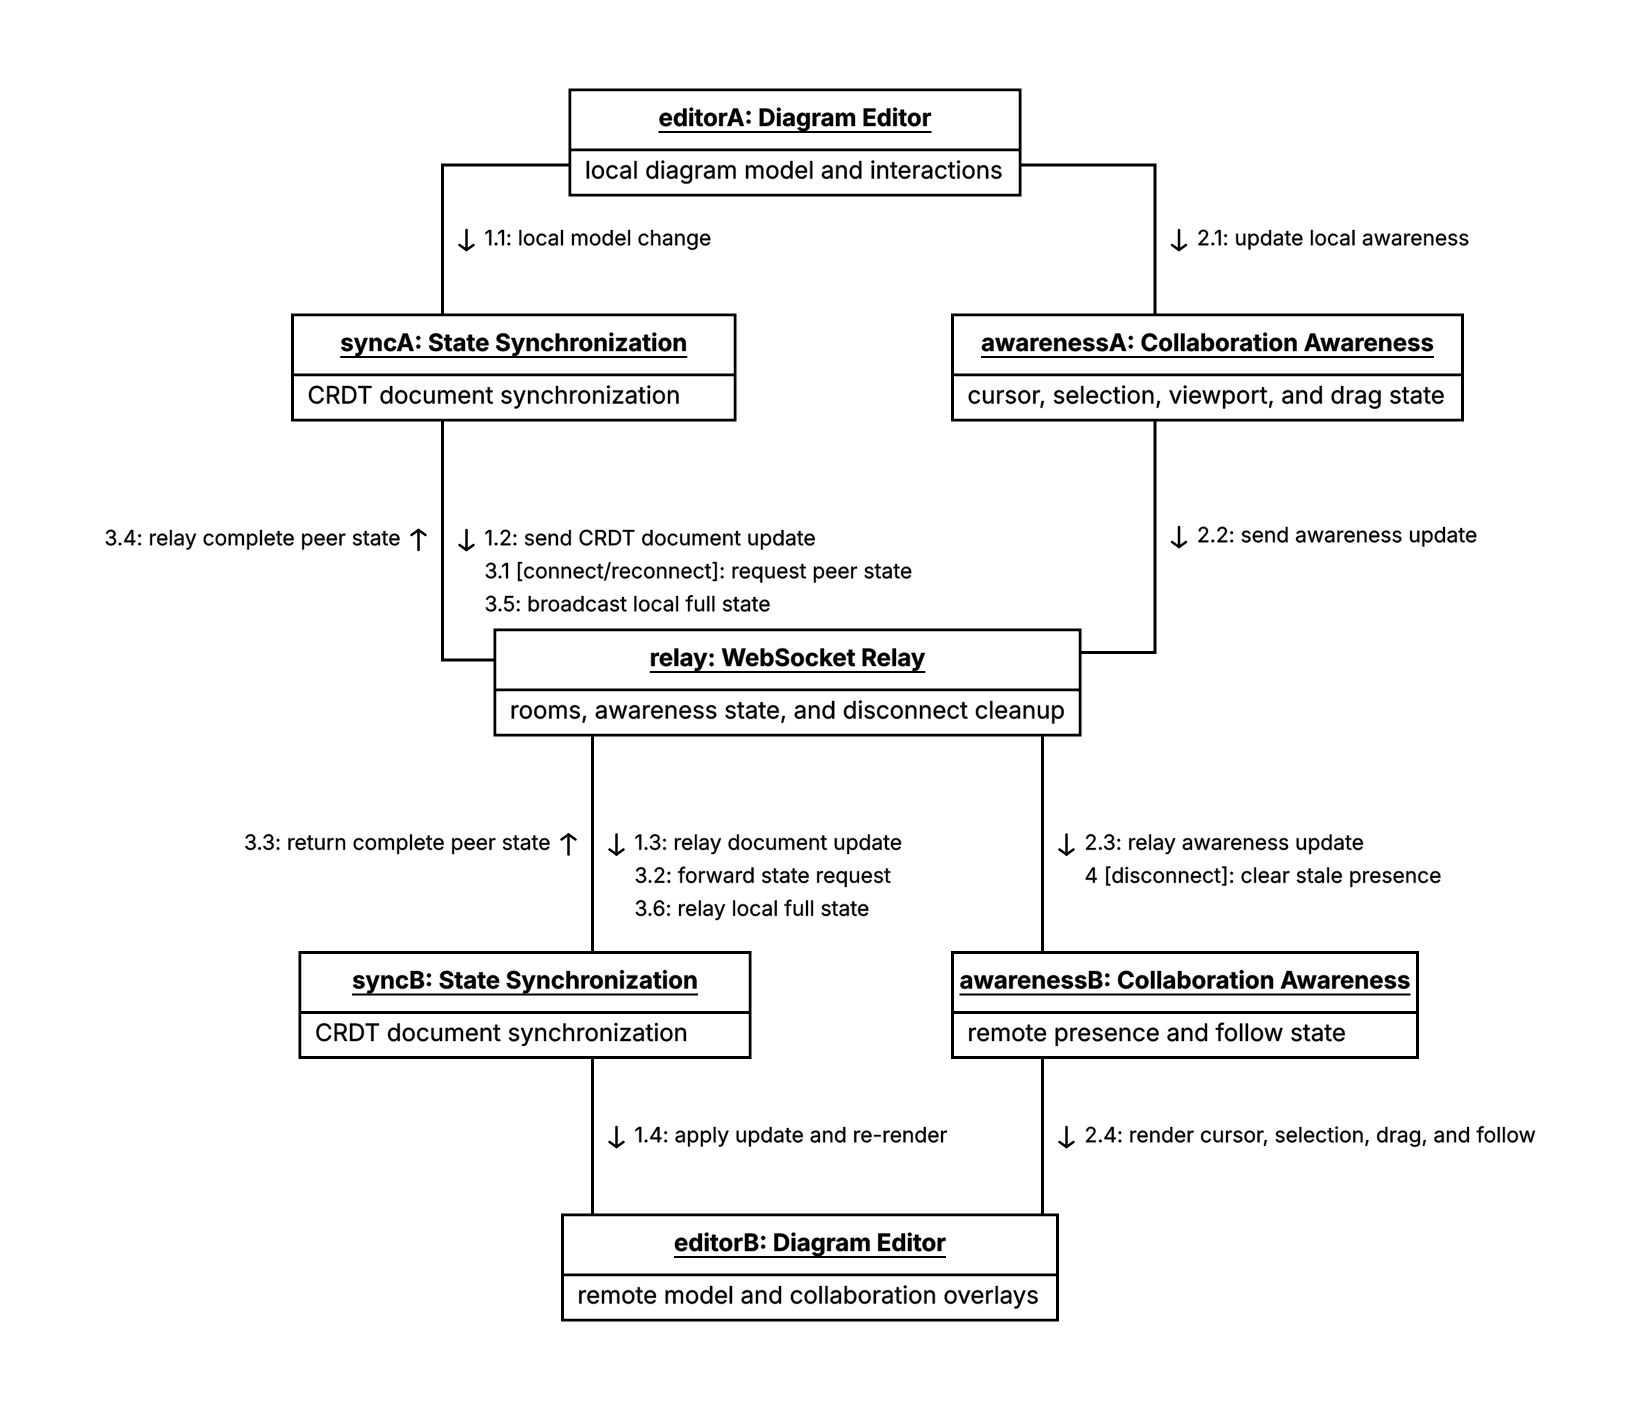 editorA: Diagram Editor
local diagram model and interactions
↓ 1.1: local model change
↓ 2.1: update local awareness
syncA: State Synchronization
CRDT document synchronization
awarenessA: Collaboration Awareness
cursor, selection, viewport, and drag state
3.4: relay complete peer state ↑
↓ 1.2: send CRDT document update
3.1 [connect/reconnect]: request peer state
3.5: broadcast local full state
↓ 2.2: send awareness update
relay: WebSocket Relay
rooms, awareness state, and disconnect cleanup
3.3: return complete peer state ↑
↓ 1.3: relay document update
3.2: forward state request
3.6: relay local full state
↓ 2.3: relay awareness update
4 [disconnect]: clear stale presence
syncB: State Synchronization
CRDT document synchronization
awarenessB: Collaboration Awareness
remote presence and follow state
↓ 1.4: apply update and re-render
↓ 2.4: render cursor, selection, drag, and follow
editorB: Diagram Editor
remote model and collaboration overlays